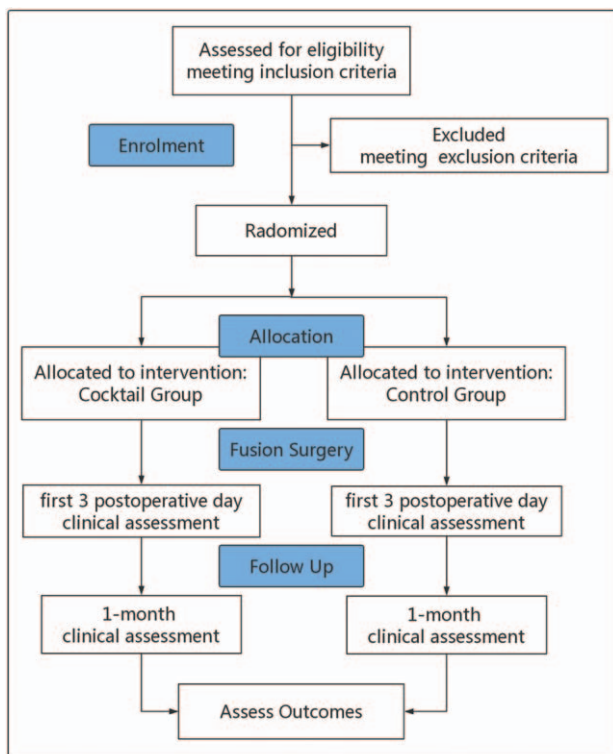 Assessed for eligibility
meeting inclusion criteria
Enrolment
Excluded
meeting exclusion criteria
Radomized
Allocation
Allocated to intervention:
Cocktail Group
Allocated to intervention:
Control Group
Fusion Surgery
first 3 postoperative day
clinical assessment
first 3 postoperative day
clinical assessment
Follow Up
1-month
clinical assessment
1-month
clinical assessment
Assess Outcomes